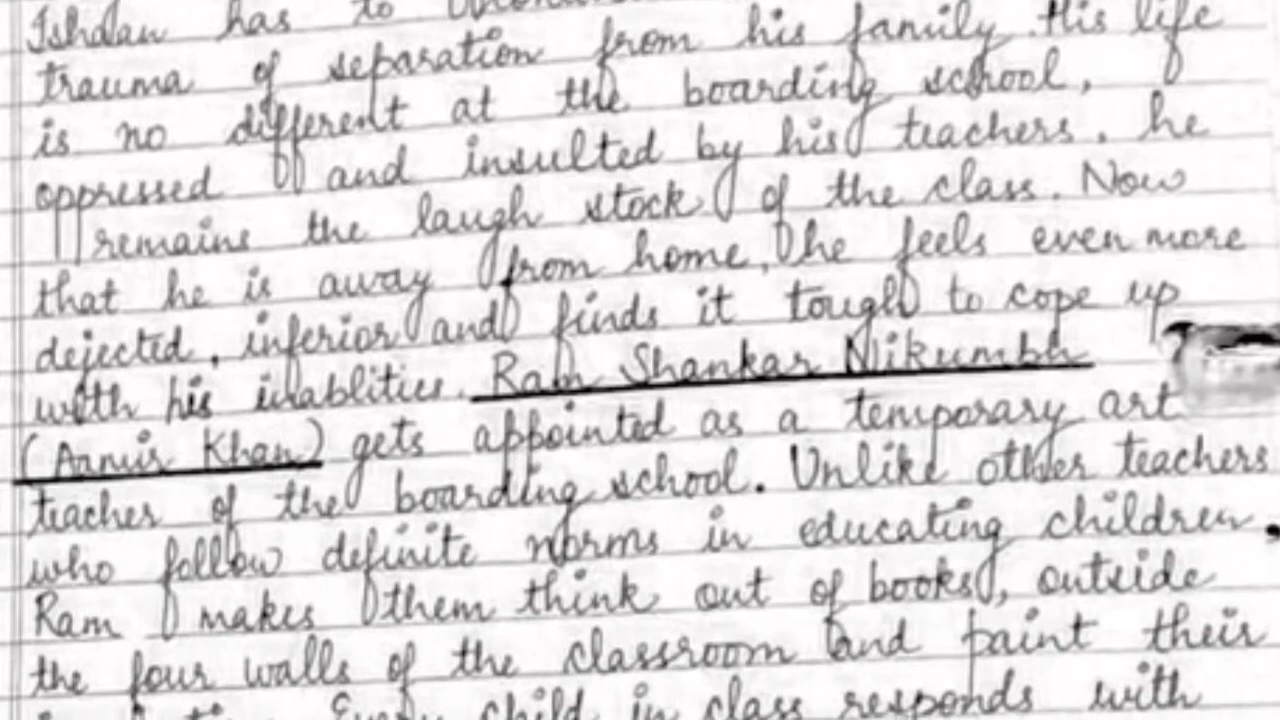 Ishdau has to
trauma of separation from his family. His life
is no different at the boarding school,
oppressed and insulted by his teachers. he
remains the laugh stock of the class. Now
that he is away from home, he feels even more
dejected, inferior and finds it tough to cope up
with his inablities. Ram Shankar Nikumbh
(Aamir Khan) gets appointed as a temporary art
teacher of the boarding school. Unlike other teachers
who follow definite norms in educating children.
Ram makes them think out of books, outside
the four walls of the classroom and paint their
Every child in class responds with